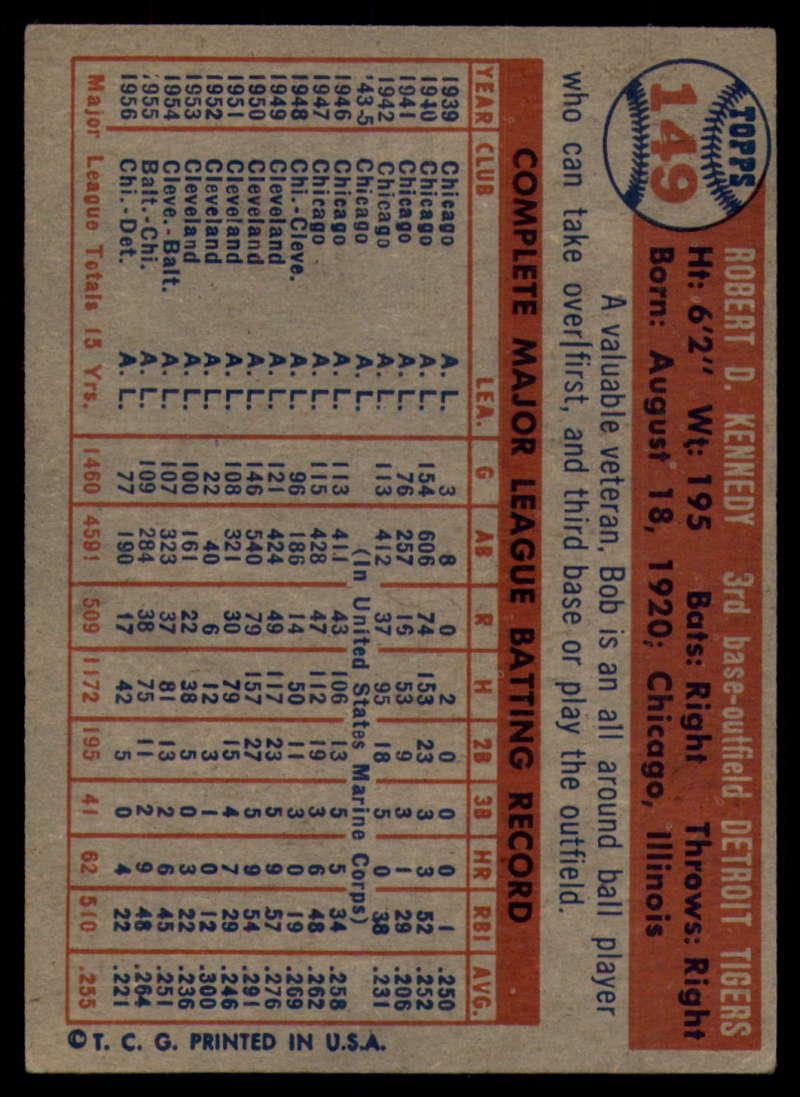 TOPPS
149
ROBERT D. KENNEDY 3rd base-outfield DETROIT TIGERS
Ht: 6'2" Wt: 195 Bats: Right Throws: Right
Born: August 18, 1920; Chicago, Illinois
A valuable veteran, Bob is an all around ball player
who can take over first, and third base or play the outfield.
COMPLETE MAJOR LEAGUE BATTING RECORD
YEAR CLUB LEA. G AB R H 2B 3B HR RBI AVG.
1939 Chicago A. L. 3 8 0 2 0 0 0 1 .250
1940 Chicago A. L. 154 606 74 153 23 3 3 52 .252
1941 Chicago A. L. 76 257 16 53 9 3 1 29 .206
1942 Chicago A. L. 113 412 37 95 18 5 0 38 .231
'43-5 Chicago A. L. (In United States Marine Corps)
1946 Chicago A. L. 113 411 43 106 13 5 5 34 .258
1947 Chicago A. L. 115 428 47 112 19 3 6 48 .262
1948 Chi.-Cleve. A. L. 96 186 14 50 11 3 0 19 .269
1949 Cleveland A. L. 121 424 49 117 23 5 9 57 .276
1950 Cleveland A. L. 146 540 79 157 27 5 9 54 .291
1951 Cleveland A. L. 108 321 30 79 15 4 7 29 .246
1952 Cleveland A. L. 22 40 6 12 3 1 0 12 .300
1953 Cleveland A. L. 100 161 22 38 5 0 3 22 .236
1954 Cleve.-Balt. A. L. 107 323 37 81 13 2 6 45 .251
1955 Balt.-Chi. A. L. 109 284 38 75 11 2 9 48 .264
1956 Chi.-Det. A. L. 77 190 17 42 5 0 4 22 .221
Major League Totals 15 Yrs. 1460 4591 509 1172 195 41 62 510 .255
© T. C. G. PRINTED IN U.S.A.